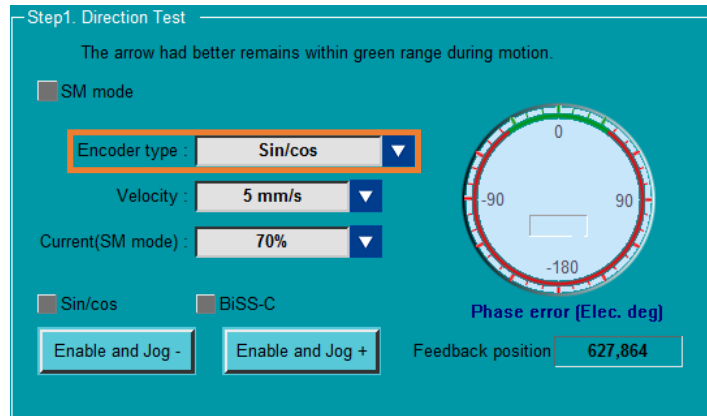 Step1. Direction Test
The arrow had better remains within green range during motion.
SM mode
Encoder type : Sin/cos
Velocity : 5 mm/s
Current(SM mode) : 70%
0
-90 90
-180
Phase error (Elec. deg)
Sin/cos BiSS-C
Enable and Jog - Enable and Jog +
Feedback position 627,864